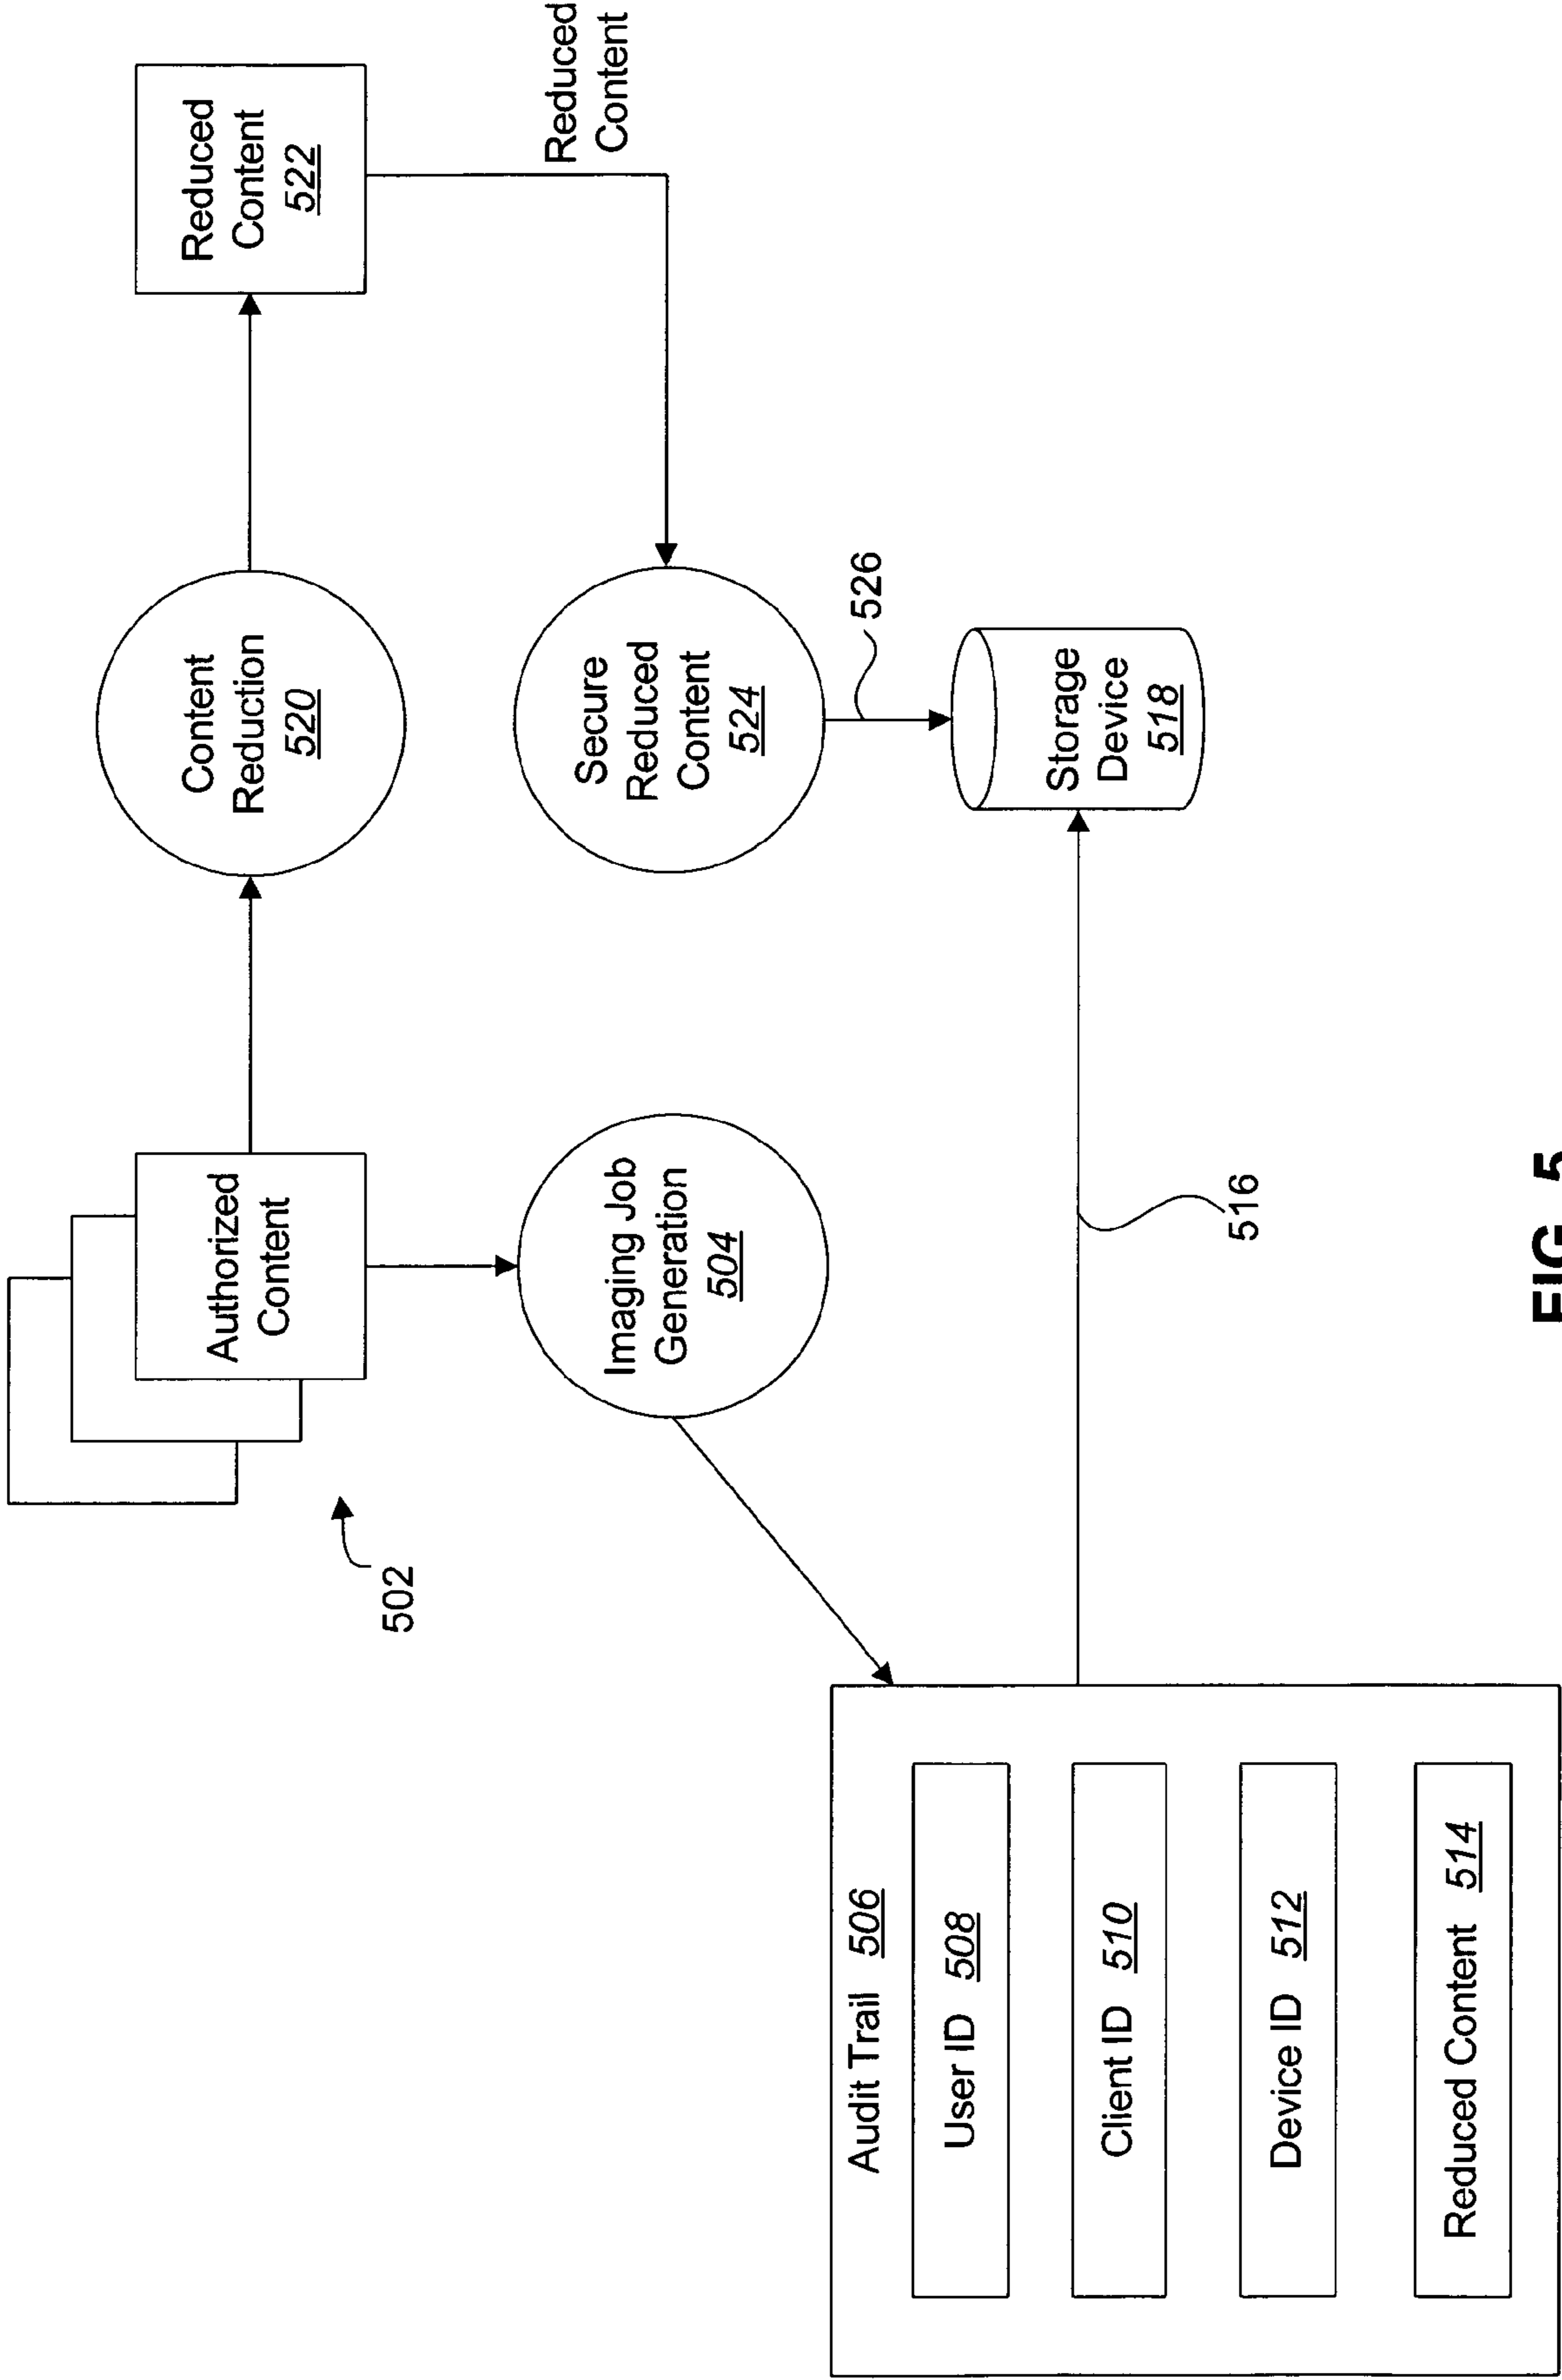 Authorized
Content
502
Content
Reduction
520
Reduced
Content
522
Reduced
Content
Imaging Job
Generation
504
Secure
Reduced
Content
524
526
Audit Trail 506
User ID 508
Client ID 510
Device ID 512
Reduced Content 514
516
Storage
Device
518
FIG. 5